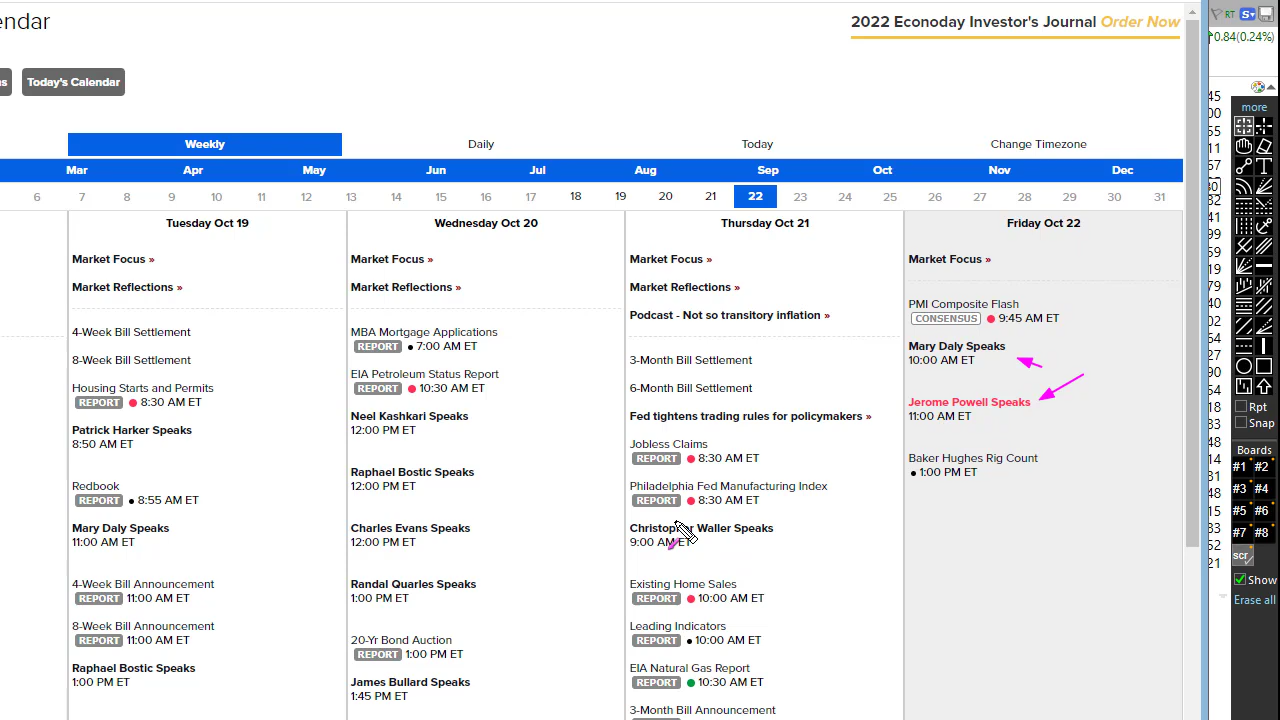 endar
2022 Econoday Investor's Journal Order Now
Today's Calendar
Weekly Daily Today Change Timezone
Mar Apr May Jun Jul Aug Sep Oct Nov Dec
6 7 8 9 10 11 12 13 14 15 16 17 18 19 20 21 22 23 24 25 26 27 28 29 30 31
Tuesday Oct 19
Market Focus »
Market Reflections »
4-Week Bill Settlement
8-Week Bill Settlement
Housing Starts and Permits
REPORT 8:30 AM ET
Patrick Harker Speaks
8:50 AM ET
Redbook
REPORT 8:55 AM ET
Mary Daly Speaks
11:00 AM ET
4-Week Bill Announcement
REPORT 11:00 AM ET
8-Week Bill Announcement
REPORT 11:00 AM ET
Raphael Bostic Speaks
1:00 PM ET
Wednesday Oct 20
Market Focus »
Market Reflections »
MBA Mortgage Applications
REPORT 7:00 AM ET
EIA Petroleum Status Report
REPORT 10:30 AM ET
Neel Kashkari Speaks
12:00 PM ET
Raphael Bostic Speaks
12:00 PM ET
Charles Evans Speaks
12:00 PM ET
Randal Quarles Speaks
1:00 PM ET
20-Yr Bond Auction
REPORT 1:00 PM ET
James Bullard Speaks
1:45 PM ET
Thursday Oct 21
Market Focus »
Market Reflections »
Podcast - Not so transitory inflation »
3-Month Bill Settlement
6-Month Bill Settlement
Fed tightens trading rules for policymakers »
Jobless Claims
REPORT 8:30 AM ET
Philadelphia Fed Manufacturing Index
REPORT 8:30 AM ET
Christopher Waller Speaks
9:00 AM ET
Existing Home Sales
REPORT 10:00 AM ET
Leading Indicators
REPORT 10:00 AM ET
EIA Natural Gas Report
REPORT 10:30 AM ET
3-Month Bill Announcement
Friday Oct 22
Market Focus »
PMI Composite Flash
CONSENSUS 9:45 AM ET
Mary Daly Speaks
10:00 AM ET
Jerome Powell Speaks
11:00 AM ET
Baker Hughes Rig Count
1:00 PM ET
RT
0.84(0.24%)
more
Rpt
Snap
Boards
#1 #2
#3 #4
#5 #6
#7 #8
scr
Show
Erase all